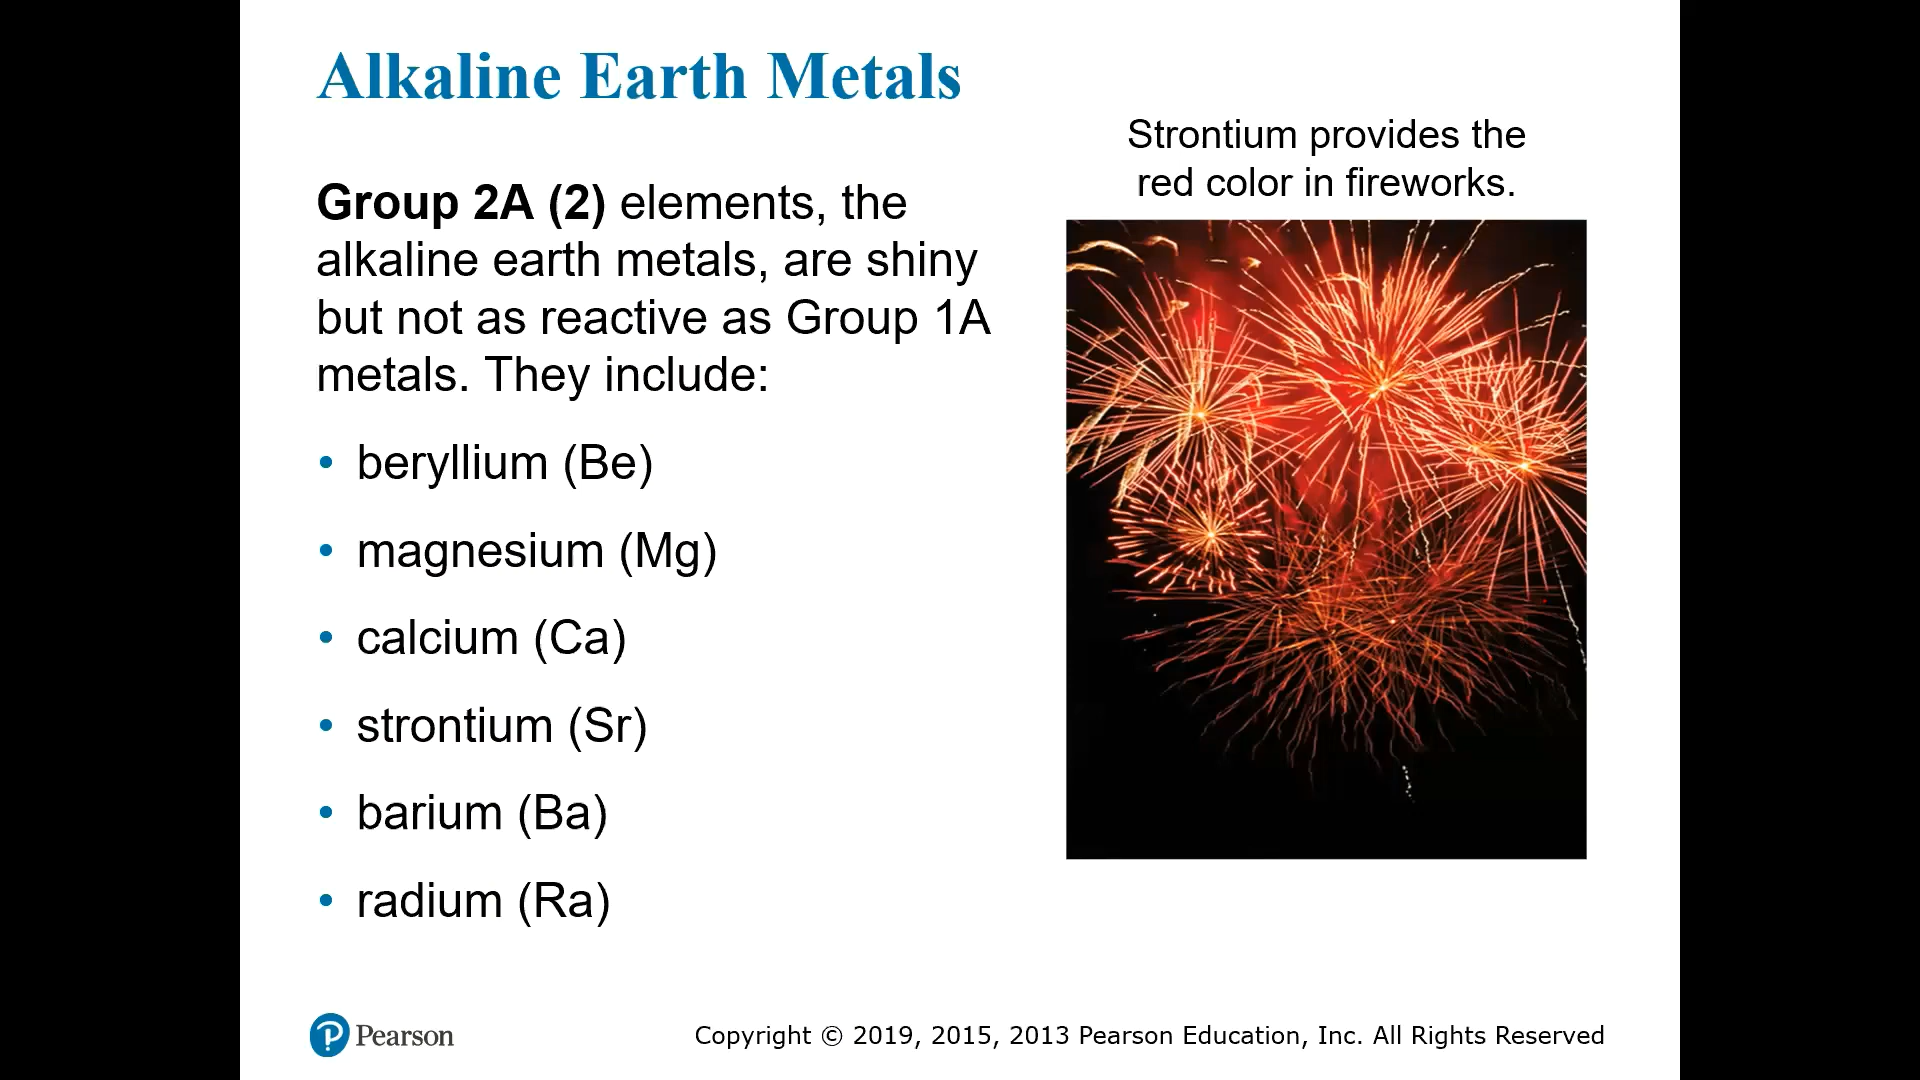 Alkaline Earth Metals
Group 2A (2) elements, the
alkaline earth metals, are shiny
but not as reactive as Group 1A
metals. They include:
• beryllium (Be)
• magnesium (Mg)
• calcium (Ca)
• strontium (Sr)
• barium (Ba)
• radium (Ra)
Strontium provides the
red color in fireworks.
Pearson
Copyright © 2019, 2015, 2013 Pearson Education, Inc. All Rights Reserved